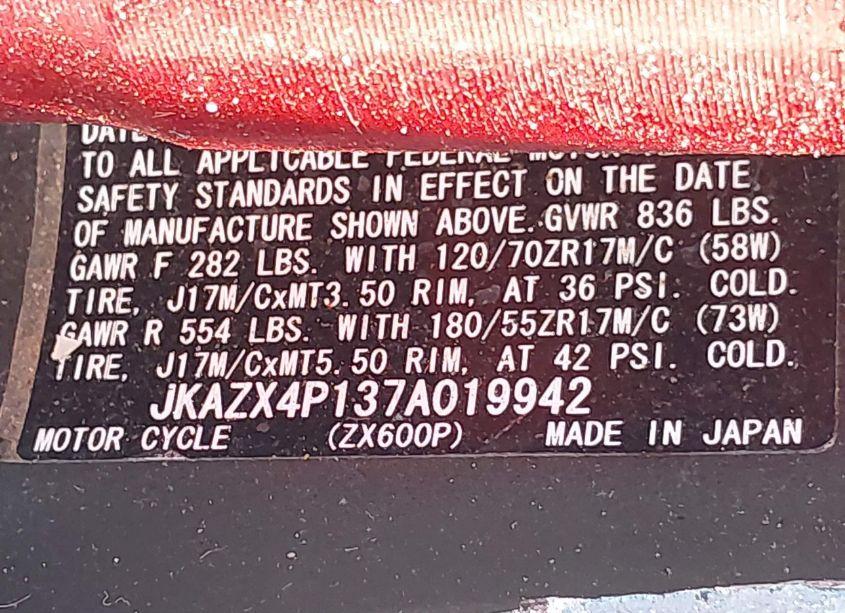 DATE
TO ALL APPLICABLE FEDERAL MOTOR
SAFETY STANDARDS IN EFFECT ON THE DATE
OF MANUFACTURE SHOWN ABOVE. GVWR 836 LBS.
GAWR F 282 LBS. WITH 120/70ZR17M/C (58W)
TIRE, J17M/CxMT3.50 RIM, AT 36 PSI. COLD.
GAWR R 554 LBS. WITH 180/55ZR17M/C (73W)
TIRE, J17M/CxMT5.50 RIM, AT 42 PSI. COLD.
JKAZX4P137A019942
MOTOR CYCLE (ZX600P) MADE IN JAPAN